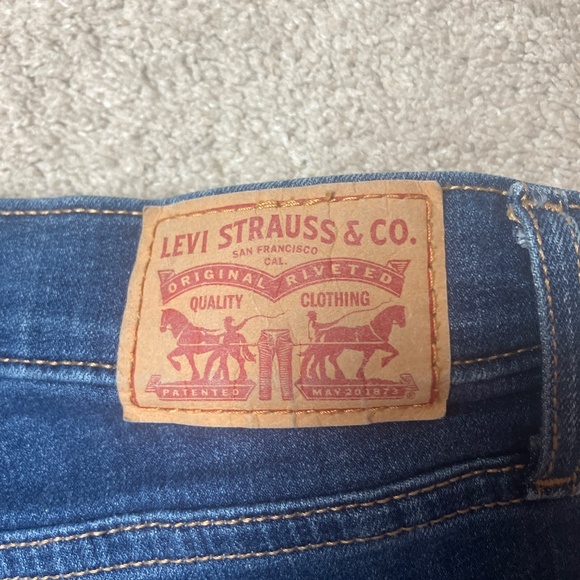 LEVI STRAUSS & CO.
SAN FRANCISCO
CAL.
ORIGINAL RIVETED
QUALITY CLOTHING
PATENTED MAY 20 1873